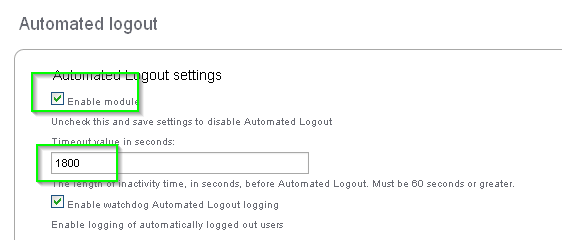 Automated logout
Automated Logout settings
Enable module
Uncheck this and save settings to disable Automated Logout
Timeout value in seconds:
1800
The length of inactivity time, in seconds, before Automated Logout. Must be 60 seconds or greater.
Enable watchdog Automated Logout logging
Enable logging of automatically logged out users